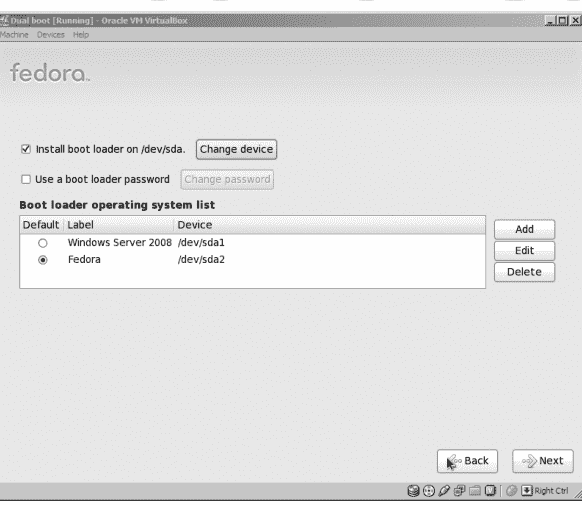 Dual boot [Running] - Oracle VM VirtualBox
Machine Devices Help
fedora
Install boot loader on /dev/sda. Change device
Use a boot loader password Change password
Boot loader operating system list
Default Label Device
Windows Server 2008 /dev/sda1
Fedora /dev/sda2
Add
Edit
Delete
Back Next
Right Ctrl